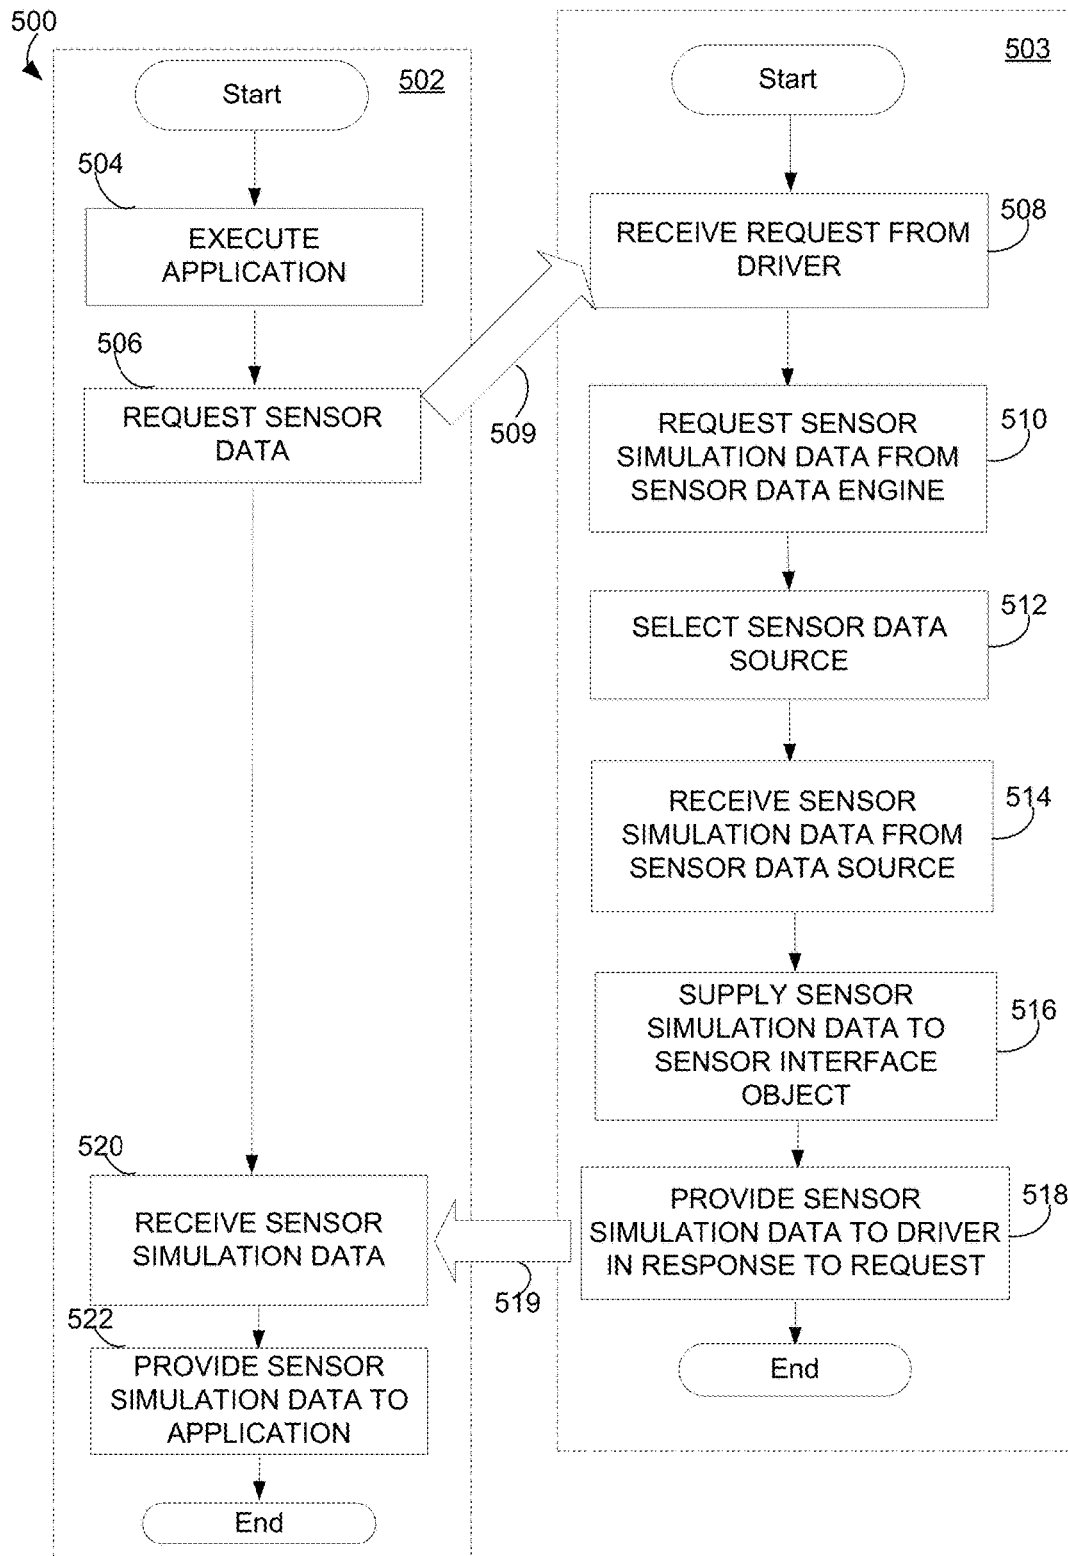 500
502
Start
504
EXECUTE
APPLICATION
506
REQUEST SENSOR
DATA
509
503
Start
508
RECEIVE REQUEST FROM
DRIVER
510
REQUEST SENSOR
SIMULATION DATA FROM
SENSOR DATA ENGINE
512
SELECT SENSOR DATA
SOURCE
514
RECEIVE SENSOR
SIMULATION DATA FROM
SENSOR DATA SOURCE
516
SUPPLY SENSOR
SIMULATION DATA TO
SENSOR INTERFACE
OBJECT
518
PROVIDE SENSOR
SIMULATION DATA TO DRIVER
IN RESPONSE TO REQUEST
End
519
520
RECEIVE SENSOR
SIMULATION DATA
522
PROVIDE SENSOR
SIMULATION DATA TO
APPLICATION
End